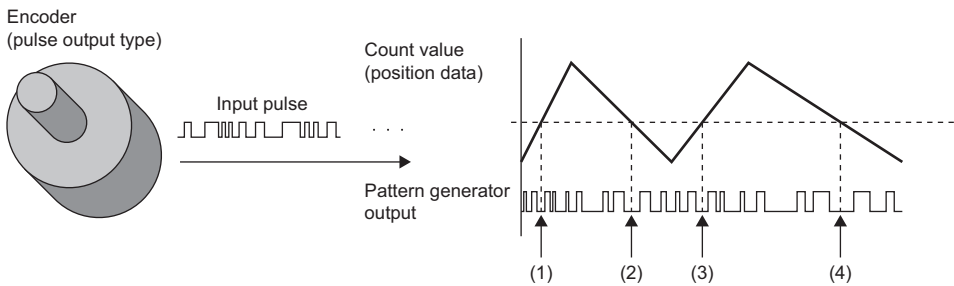 Encoder
(pulse output type)
Input pulse
. . .
Count value
(position data)
Pattern generator
output
(1)
(2)
(3)
(4)